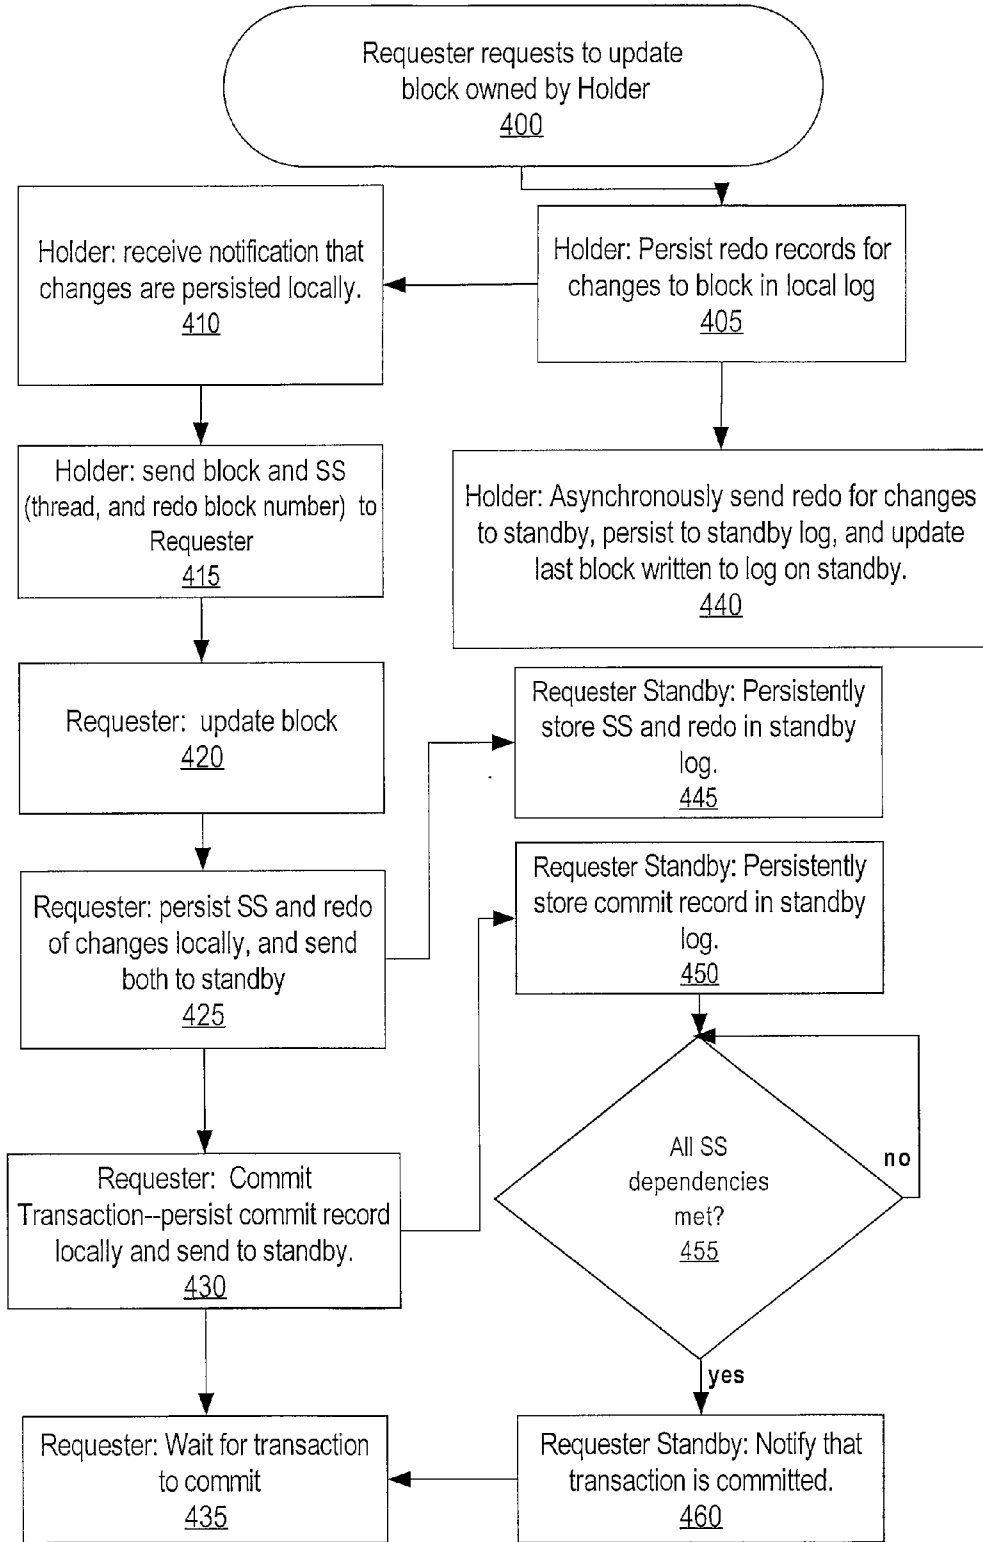 Requester requests to update
block owned by Holder
400
Holder: receive notification that
changes are persisted locally.
410
Holder: Persist redo records for
changes to block in local log
405
Holder: send block and SS
(thread, and redo block number) to
Requester
415
Holder: Asynchronously send redo for changes
to standby, persist to standby log, and update
last block written to log on standby.
440
Requester: update block
420
Requester Standby: Persistently
store SS and redo in standby
log.
445
Requester: persist SS and redo
of changes locally, and send
both to standby
425
Requester Standby: Persistently
store commit record in standby
log.
450
Requester: Commit
Transaction--persist commit record
locally and send to standby.
430
All SS
dependencies
met?
455
no
yes
Requester: Wait for transaction
to commit
435
Requester Standby: Notify that
transaction is committed.
460